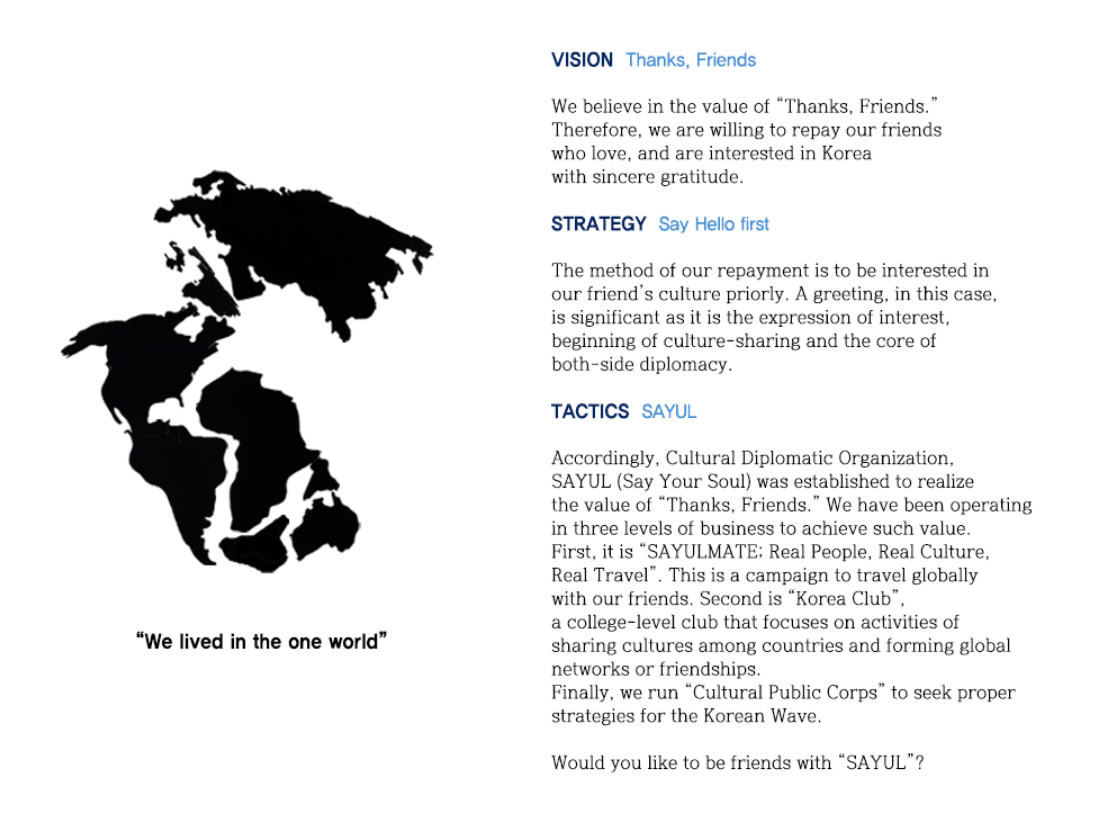 VISION Thanks, Friends
We believe in the value of “Thanks, Friends.”
Therefore, we are willing to repay our friends
who love, and are interested in Korea
with sincere gratitude.
STRATEGY Say Hello first
The method of our repayment is to be interested in
our friend’s culture priorly. A greeting, in this case,
is significant as it is the expression of interest,
beginning of culture-sharing and the core of
both-side diplomacy.
TACTICS SAYUL
Accordingly, Cultural Diplomatic Organization,
SAYUL (Say Your Soul) was established to realize
the value of “Thanks, Friends.” We have been operating
in three levels of business to achieve such value.
First, it is “SAYULMATE: Real People, Real Culture,
Real Travel”. This is a campaign to travel globally
with our friends. Second is “Korea Club”,
a college-level club that focuses on activities of
sharing cultures among countries and forming global
networks or friendships.
Finally, we run “Cultural Public Corps” to seek proper
strategies for the Korean Wave.
Would you like to be friends with “SAYUL”?
“We lived in the one world”